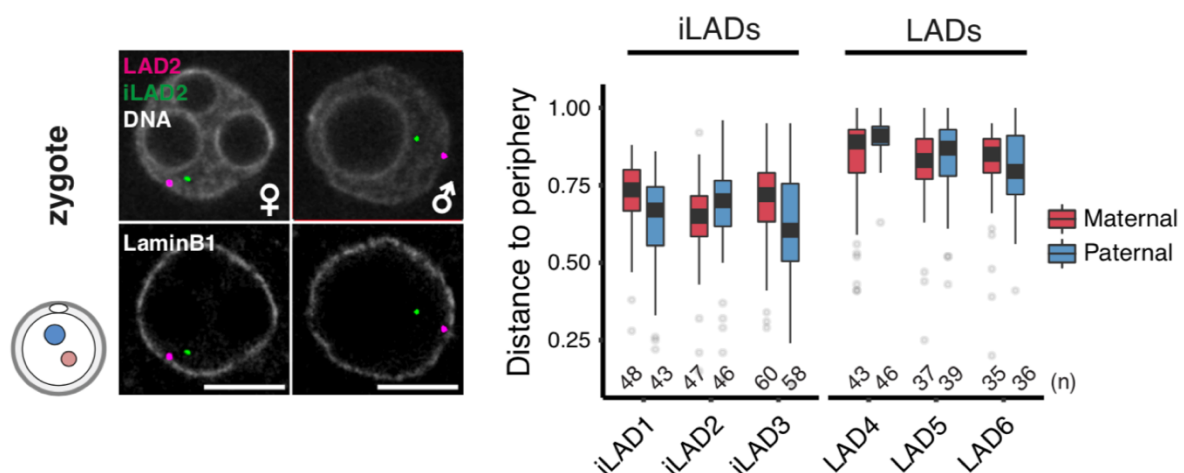 zygote
LAD2
iLAD2
DNA
♀
♂
LaminB1
iLADs
LADs
Distance to periphery
1.00
0.75
0.50
0.25
48 43 47 46 60 58 43 46 37 39 35 36 (n)
iLAD1 iLAD2 iLAD3 LAD4 LAD5 LAD6
Maternal
Paternal